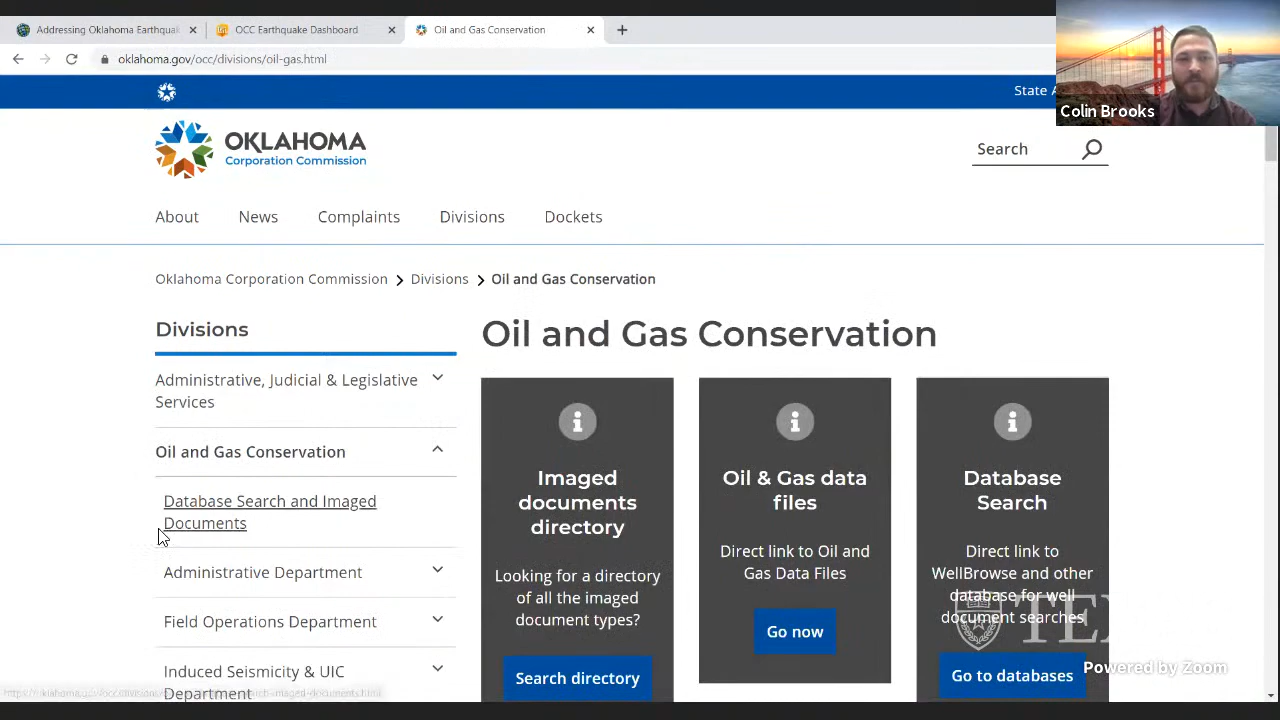 Addressing Oklahoma Earthqual
OCC Earthquake Dashboard
Oil and Gas Conservation
oklahoma.gov/occ/divisions/oil-gas.html
State A
Colin Brooks
OKLAHOMA
Corporation Commission
Search
About
News
Complaints
Divisions
Dockets
Oklahoma Corporation Commission
Divisions
Oil and Gas Conservation
Divisions
Administrative, Judicial & Legislative
Services
Oil and Gas Conservation
Database Search and Imaged
Documents
Administrative Department
Field Operations Department
Induced Seismicity & UIC
Department
Oil and Gas Conservation
Imaged
documents
directory
Looking for a directory
of all the imaged
document types?
Search directory
Oil & Gas data
files
Direct link to Oil and
Gas Data Files
Go now
Database
Search
Direct link to
WellBrowse and other
database for well
document searches
Go to databases
TE
Powered by Zoom